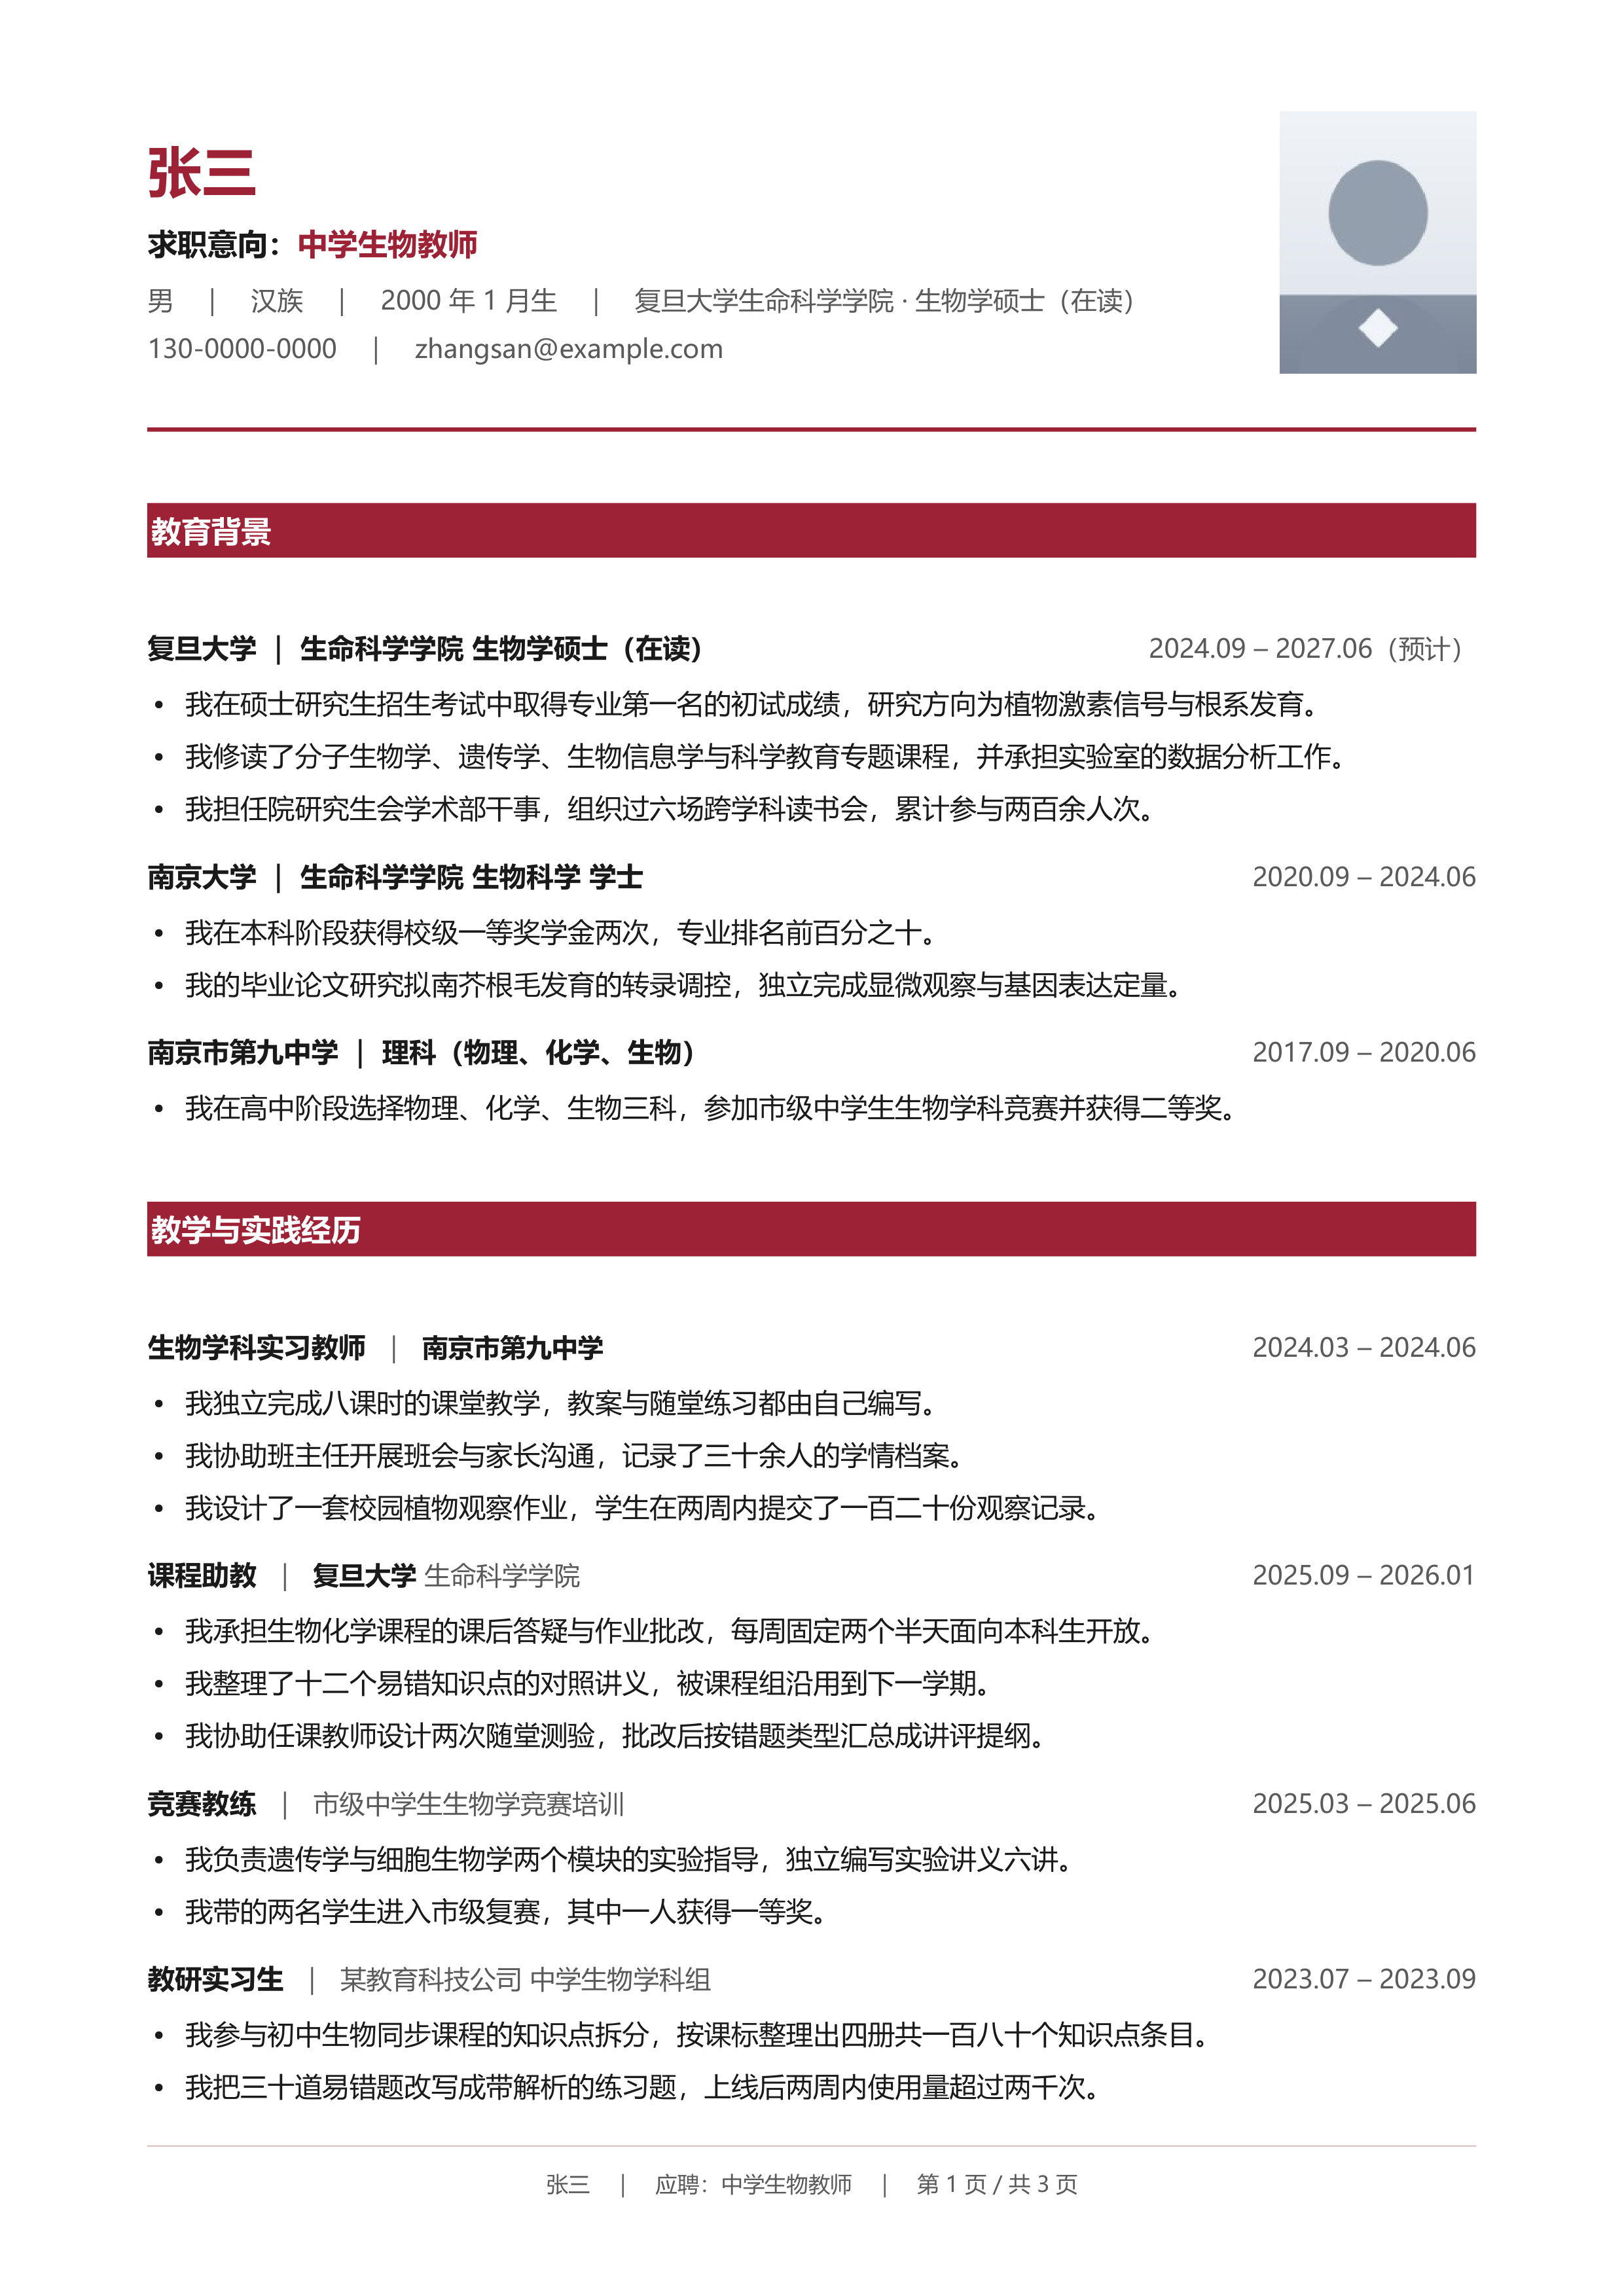 张三
求职意向：中学生物教师
男 | 汉族 | 2000 年 1 月生 | 复旦大学生命科学学院 · 生物学硕士（在读）
130-0000-0000 | zhangsan@example.com
教育背景
复旦大学 | 生命科学学院 生物学硕士（在读） 2024.09 – 2027.06（预计）
• 我在硕士研究生招生考试中取得专业第一名的初试成绩，研究方向为植物激素信号与根系发育。
• 我修读了分子生物学、遗传学、生物信息学与科学教育专题课程，并承担实验室的数据分析工作。
• 我担任院研究生会学术部干事，组织过六场跨学科读书会，累计参与两百余人次。
南京大学 | 生命科学学院 生物科学 学士 2020.09 – 2024.06
• 我在本科阶段获得校级一等奖学金两次，专业排名前百分之十。
• 我的毕业论文研究拟南芥根毛发育的转录调控，独立完成显微观察与基因表达定量。
南京市第九中学 | 理科（物理、化学、生物） 2017.09 – 2020.06
• 我在高中阶段选择物理、化学、生物三科，参加市级中学生生物学科竞赛并获得二等奖。
教学与实践经历
生物学科实习教师 | 南京市第九中学 2024.03 – 2024.06
• 我独立完成八课时的课堂教学，教案与随堂练习都由自己编写。
• 我协助班主任开展班会与家长沟通，记录了三十余人的学情档案。
• 我设计了一套校园植物观察作业，学生在两周内提交了一百二十份观察记录。
课程助教 | 复旦大学 生命科学学院 2025.09 – 2026.01
• 我承担生物化学课程的课后答疑与作业批改，每周固定两个半天面向本科生开放。
• 我整理了十二个易错知识点的对照讲义，被课程组沿用到下一学期。
• 我协助任课教师设计两次随堂测验，批改后按错题类型汇总成讲评提纲。
竞赛教练 | 市级中学生生物学竞赛培训 2025.03 – 2025.06
• 我负责遗传学与细胞生物学两个模块的实验指导，独立编写实验讲义六讲。
• 我带的两名学生进入市级复赛，其中一人获得一等奖。
教研实习生 | 某教育科技公司 中学生物学科组 2023.07 – 2023.09
• 我参与初中生物同步课程的知识点拆分，按课标整理出四册共一百八十个知识点条目。
• 我把三十道易错题改写成带解析的练习题，上线后两周内使用量超过两千次。
张三 | 应聘：中学生物教师 | 第 1 页 / 共 3 页